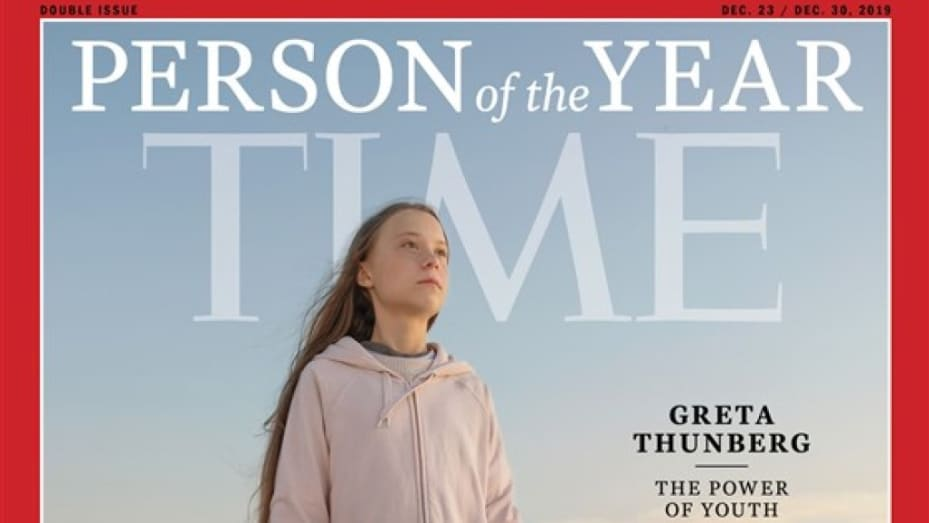 DOUBLE ISSUE
DEC. 23 / DEC. 30, 2019
PERSON of the YEAR
TIME
GRETA
THUNBERG
THE POWER
OF YOUTH